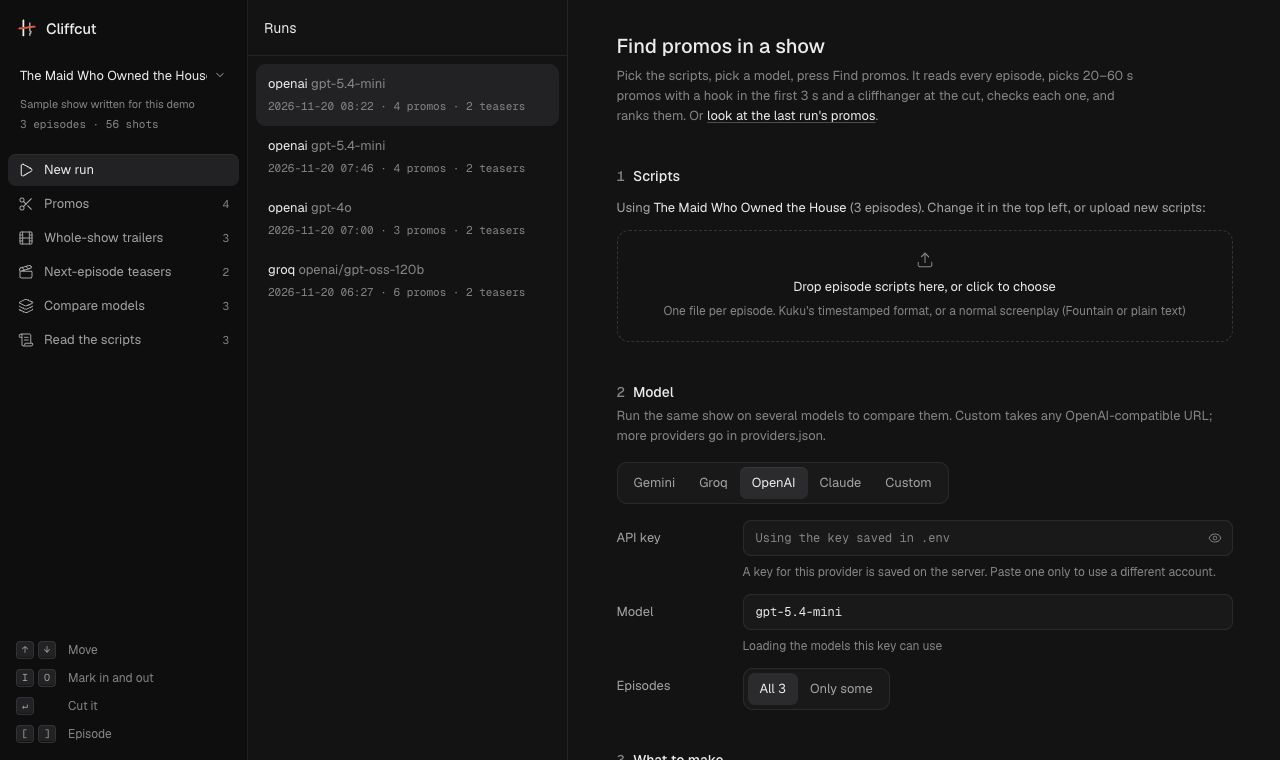 Cliffcut
The Maid Who Owned the Hous
Sample show written for this demo
3 episodes · 56 shots
New run
Promos 4
Whole-show trailers 3
Next-episode teasers 2
Compare models 3
Read the scripts 3
↑ ↓ Move
I O Mark in and out
↵ Cut it
[ ] Episode
Runs
openai gpt-5.4-mini
2026-11-20 08:22 · 4 promos · 2 teasers
openai gpt-5.4-mini
2026-11-20 07:46 · 4 promos · 2 teasers
openai gpt-4o
2026-11-20 07:00 · 3 promos · 2 teasers
groq openai/gpt-oss-120b
2026-11-20 06:27 · 6 promos · 2 teasers
Find promos in a show
Pick the scripts, pick a model, press Find promos. It reads every episode, picks 20–60 s
promos with a hook in the first 3 s and a cliffhanger at the cut, checks each one, and
ranks them. Or look at the last run's promos.
1 Scripts
Using The Maid Who Owned the House (3 episodes). Change it in the top left, or upload new scripts:
Drop episode scripts here, or click to choose
One file per episode. Kuku's timestamped format, or a normal screenplay (Fountain or plain text)
2 Model
Run the same show on several models to compare them. Custom takes any OpenAI-compatible URL;
more providers go in providers.json.
Gemini Groq OpenAI Claude Custom
API key Using the key saved in .env
A key for this provider is saved on the server. Paste one only to use a different account.
Model gpt-5.4-mini
Loading the models this key can use
Episodes All 3 Only some
3 What to make